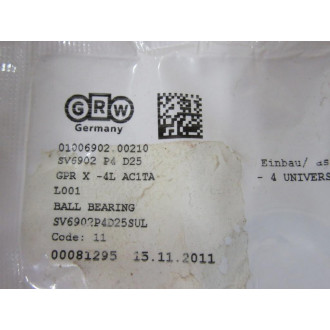 GRW
Germany
01006902.00210
SV6902 P4 D25
GPR X -4L AC1TA
L001
BALL BEARING
SV6902P4D25SUL
Code: 11
00081295 15.11.2011
Einbau/ as
- 4 UNIVERS